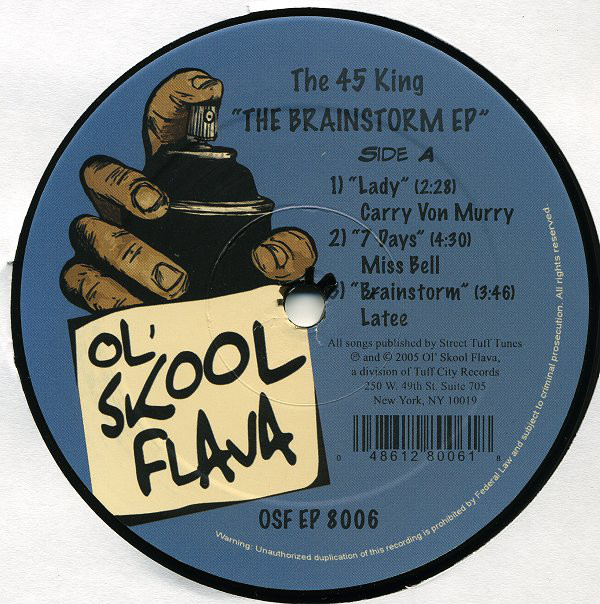 The 45 King
"THE BRAINSTORM EP"
SIDE A
1) "Lady" (2:28)
Carry Von Murry
2) "7 Days" (4:30)
Miss Bell
3) "Brainstorm" (3:46)
Latee
All songs published by Street Tuff Tunes
℗ and © 2005 Ol' Skool Flava,
a division of Tuff City Records
250 W. 49th St. Suite 705
New York, NY 10019
0 48612 80061 8
OL'
SKOOL
FLAVA
OSF EP 8006
Warning: Unauthorized duplication of this recording is prohibited by Federal Law and subject to criminal prosecution. All rights reserved.